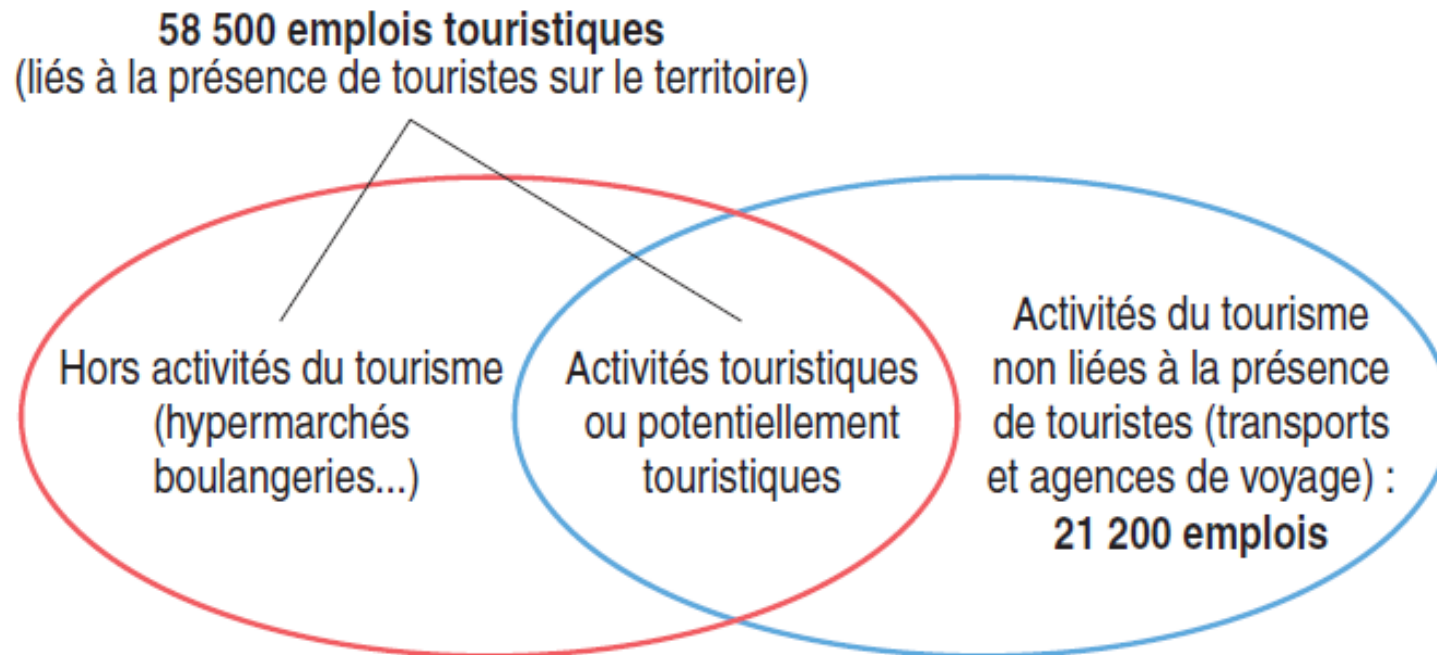 58 500 emplois touristiques
(liés à la présence de touristes sur le territoire)
Hors activités du tourisme
(hypermarchés
boulangeries...)
Activités touristiques
ou potentiellement
touristiques
Activités du tourisme
non liées à la présence
de touristes (transports
et agences de voyage) :
21 200 emplois